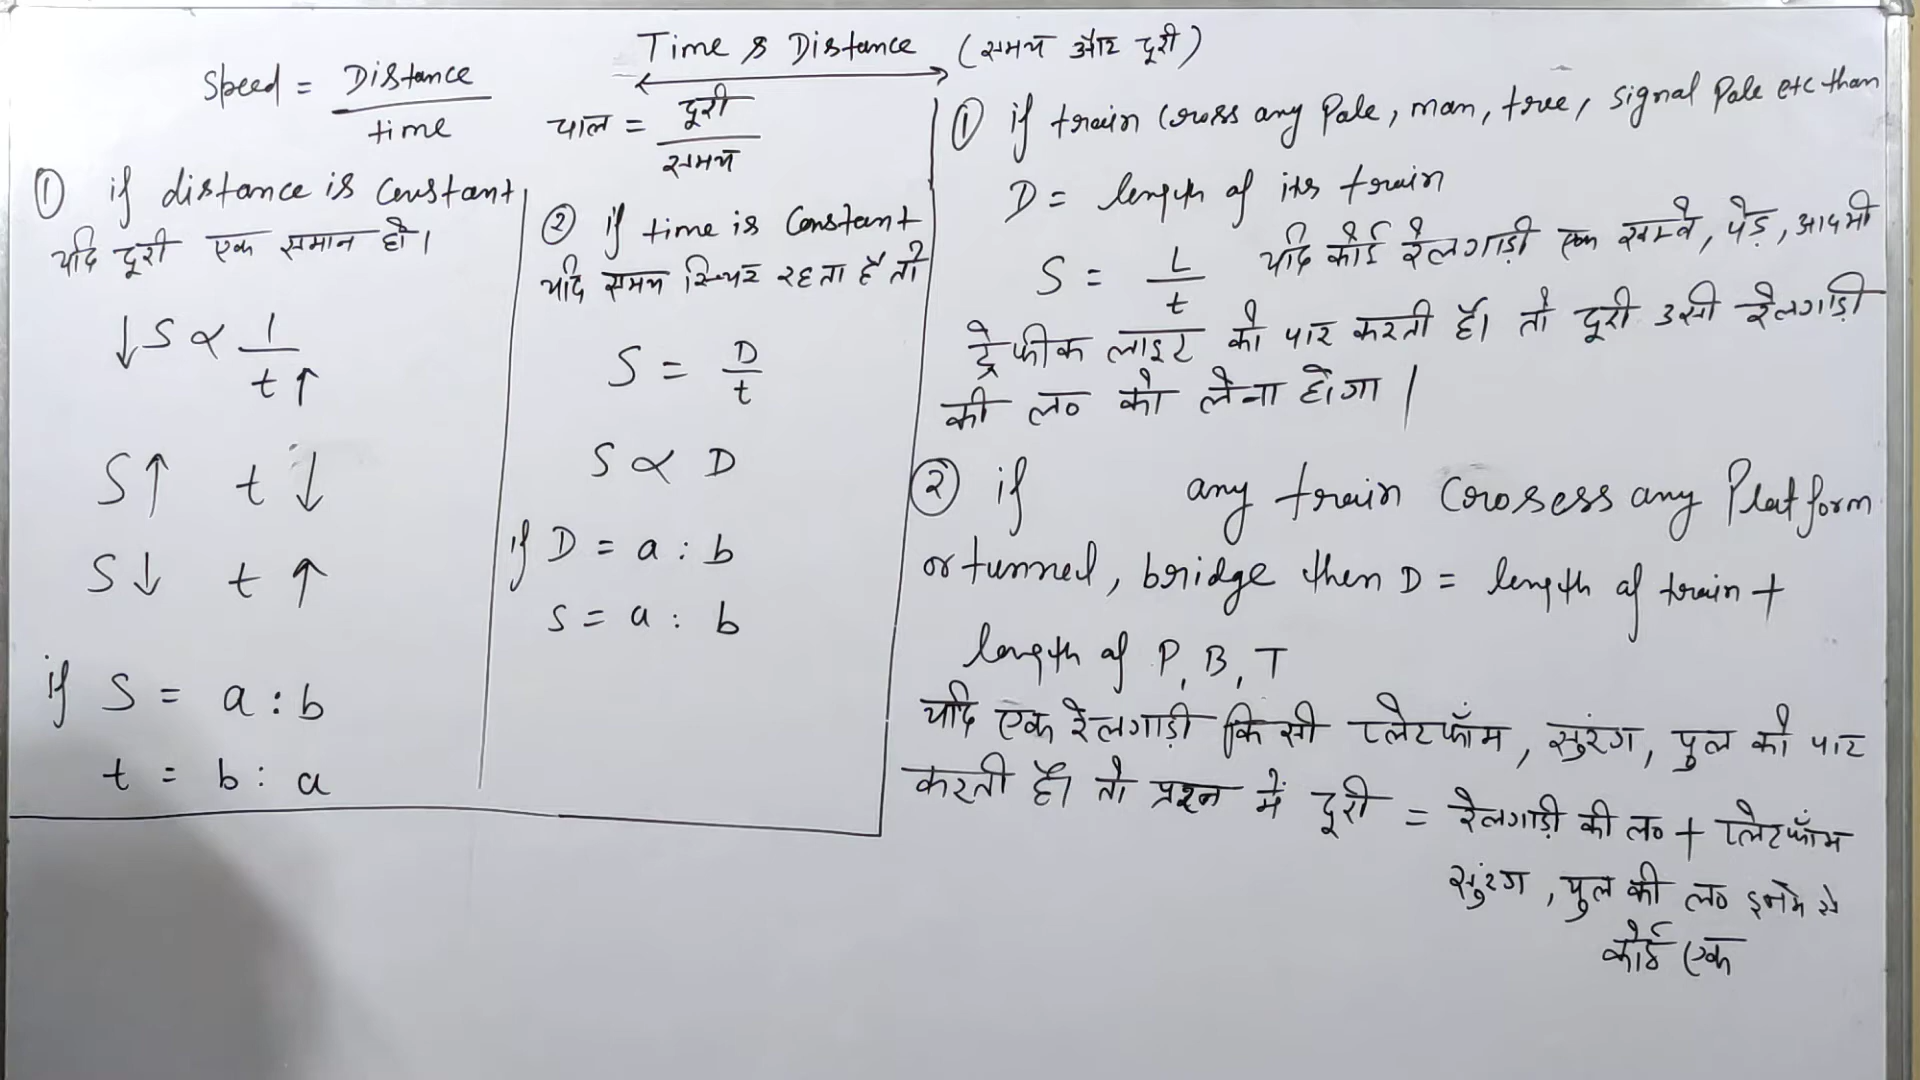 Time & Distance (समय और दूरी)
Speed = Distance / time
चाल = दूरी / समय
① if distance is Constant
यदि दूरी एक समान हो।
↓S ∝ 1 / t↑
S↑ t↓
S↓ t↑
if S = a : b
t = b : a
② if time is Constant
यदि समय स्थिर रहता है तो
S = D / t
S ∝ D
if D = a : b
S = a : b
① if train Cross any Pole, man, tree, signal Pole etc than
D = length of its train
S = L / t यदि कोई रेलगाड़ी एक खम्बे, पेड़, आदमी
ट्रेफीक लाइट को पार करती है। तो दूरी उसी रेलगाड़ी
की ल० को लेना होगा।
② if any train Crosess any Platform
or tunnel, bridge then D = length of train +
length of P, B, T
यदि एक रेलगाड़ी किसी प्लेटफॉम, सुरंग, पुल को पार
करती है। तो प्रश्न में दूरी = रेलगाड़ी की ल० + प्लेटफॉम
सुरंग, पुल की ल० इनमे से
कोई एक